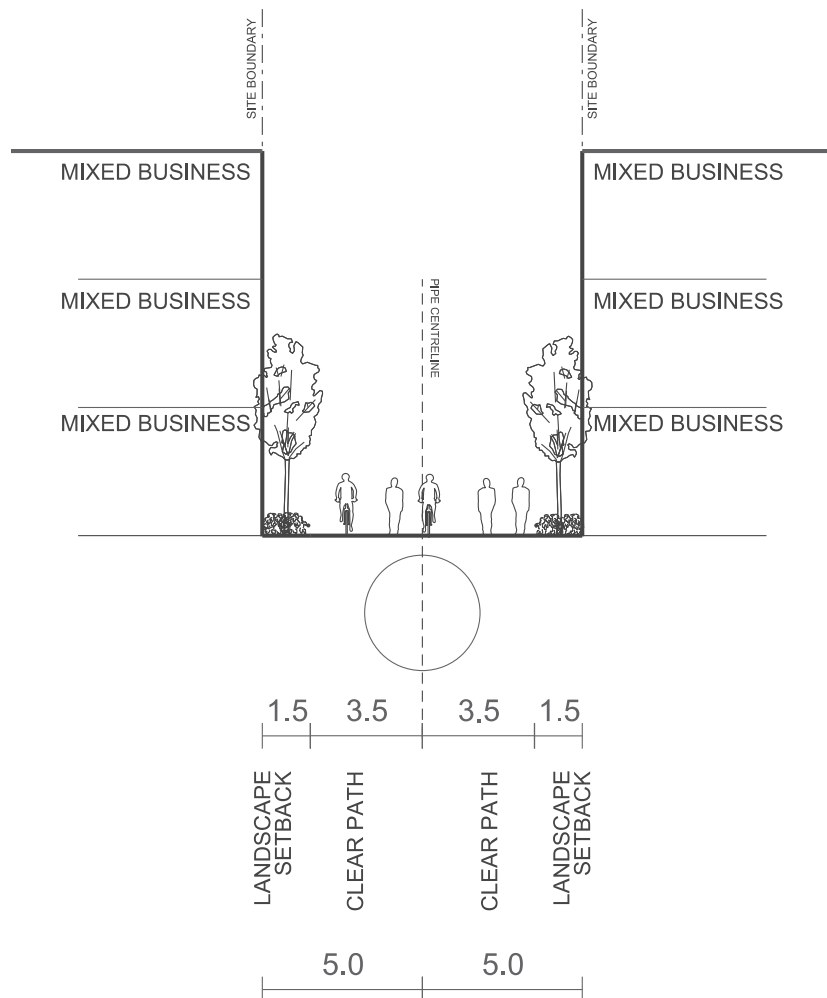 SITE BOUNDARY
SITE BOUNDARY
MIXED BUSINESS
MIXED BUSINESS
MIXED BUSINESS
MIXED BUSINESS
PIPE CENTRELINE
MIXED BUSINESS
MIXED BUSINESS
1.5
3.5
3.5
1.5
LANDSCAPE
SETBACK
CLEAR PATH
CLEAR PATH
LANDSCAPE
SETBACK
5.0
5.0